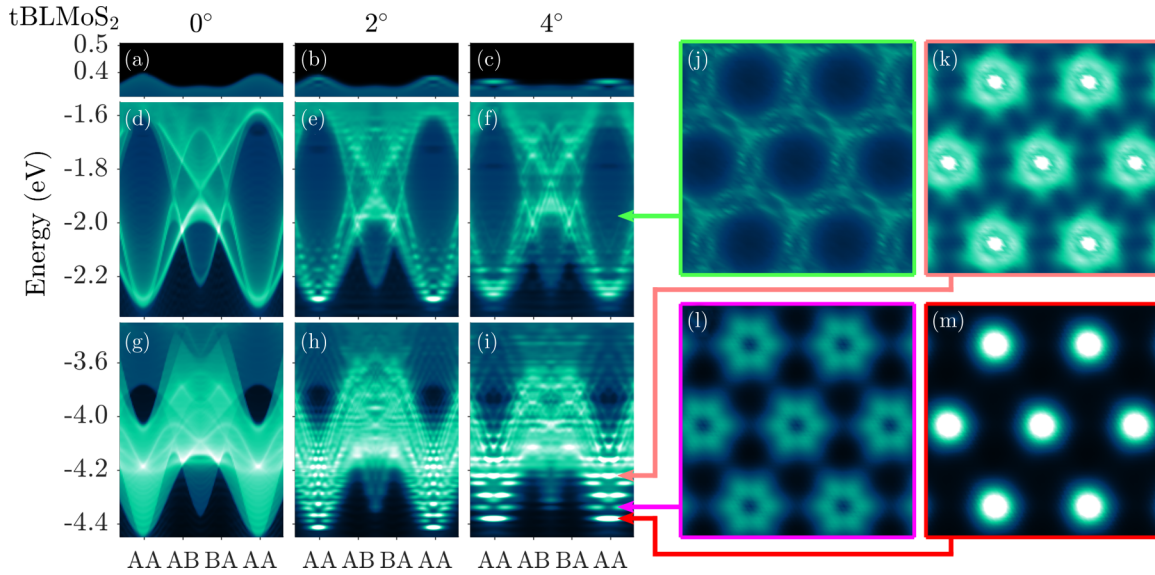 tBLMoS₂ 0° 2° 4°
0.5
0.4
(a) (b) (c)
(j) (k)
-1.6
-1.8
-2.0
-2.2
(d) (e) (f)
Energy (eV)
-3.6
-4.0
-4.2
-4.4
(g) (h) (i)
(l) (m)
AA AB BA AA AA AB BA AA AA AB BA AA